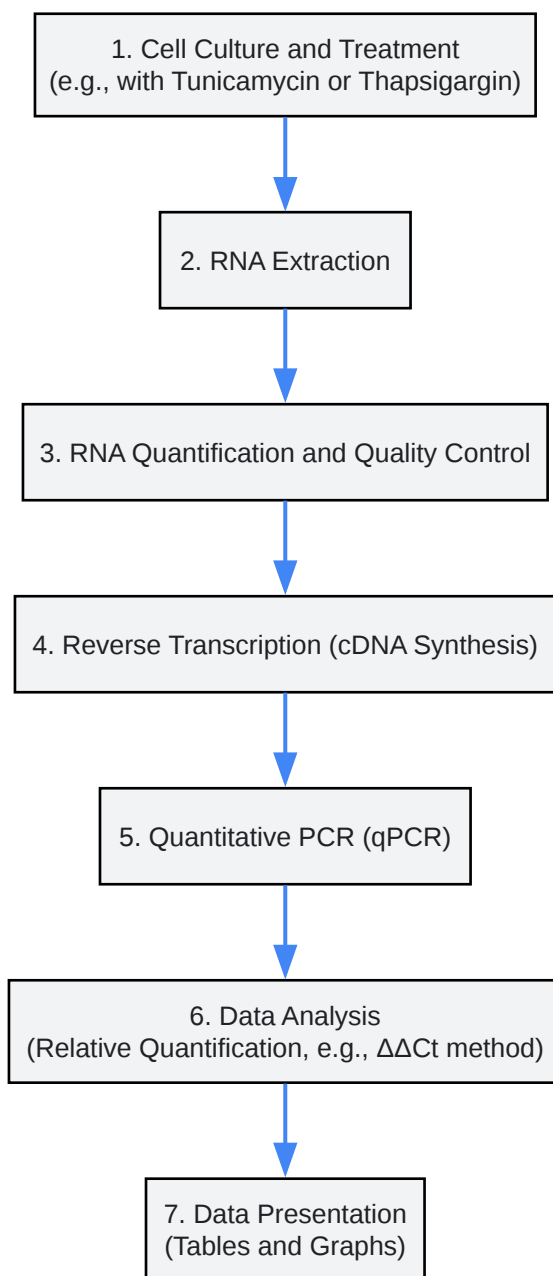 1. Cell Culture and Treatment
(e.g., with Tunicamycin or Thapsigargin)
2. RNA Extraction
3. RNA Quantification and Quality Control
4. Reverse Transcription (cDNA Synthesis)
5. Quantitative PCR (qPCR)
6. Data Analysis
(Relative Quantification, e.g., ΔΔCt method)
7. Data Presentation
(Tables and Graphs)